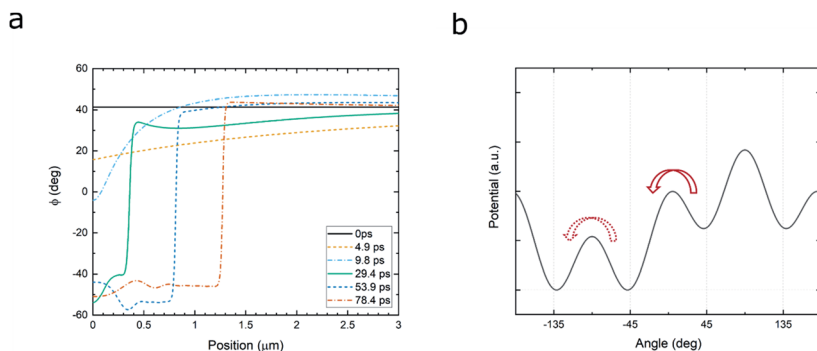 a
b
60
40
20
0
-20
-40
-60
ϕ (deg)
0ps
4.9 ps
9.8 ps
29.4 ps
53.9 ps
78.4 ps
0 0.5 1 1.5 2 2.5 3
Position (μm)
Potential (a.u.)
-135 -45 45 135
Angle (deg)